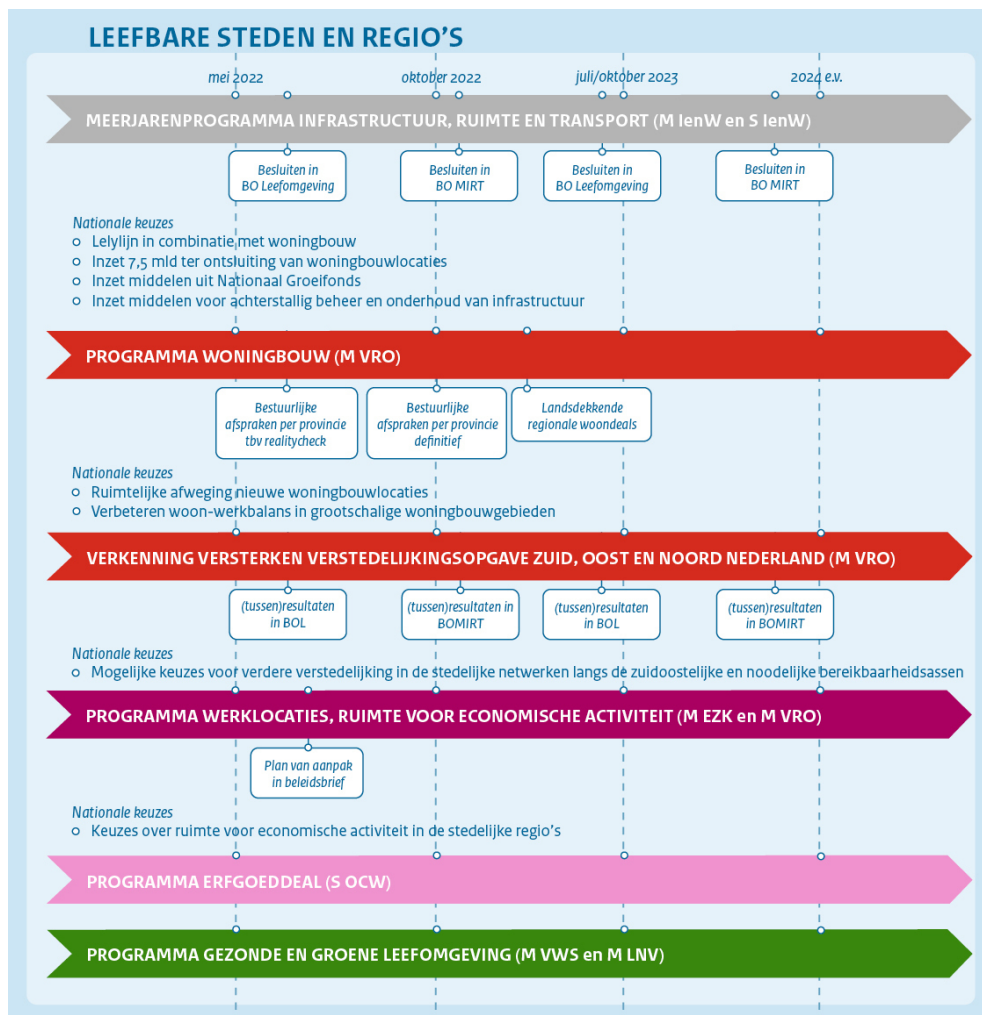 LEEFBARE STEDEN EN REGIO'S
mei 2022
oktober 2022
juli/oktober 2023
2024 e.v.
MEERJARENPROGRAMMA INFRASTRUCTUUR, RUIMTE EN TRANSPORT (M IenW en S IenW)
Besluiten in
BO Leefomgeving
Besluiten in
BO MIRT
Besluiten in
BO Leefomgeving
Besluiten in
BO MIRT
Nationale keuzes
Lelylijn in combinatie met woningbouw
Inzet 7,5 mld ter ontsluiting van woningbouwlocaties
Inzet middelen uit Nationaal Groeifonds
Inzet middelen voor achterstallig beheer en onderhoud van infrastructuur
PROGRAMMA WONINGBOUW (M VRO)
Bestuurlijke
afspraken per provincie
tbv realitycheck
Bestuurlijke
afspraken per provincie
definitief
Landsdekkende
regionale woondeals
Nationale keuzes
Ruimtelijke afweging nieuwe woningbouwlocaties
Verbeteren woon-werkbalans in grootschalige woningbouwgebieden
VERKENNING VERSTERKEN VERSTEDELIJKINGSOPGAVE ZUID, OOST EN NOORD NEDERLAND (M VRO)
(tussen)resultaten
in BOL
(tussen)resultaten in
BOMIRT
(tussen)resultaten
in BOL
(tussen)resultaten
in BOMIRT
Nationale keuzes
Mogelijke keuzes voor verdere verstedelijking in de stedelijke netwerken langs de zuidoostelijke en noodelijke bereikbaarheidsassen
PROGRAMMA WERKLOCATIES, RUIMTE VOOR ECONOMISCHE ACTIVITEIT (M EZK en M VRO)
Plan van aanpak
in beleidsbrief
Nationale keuzes
Keuzes over ruimte voor economische activiteit in de stedelijke regio's
PROGRAMMA ERFGOEDDEAL (S OCW)
PROGRAMMA GEZONDE EN GROENE LEEFOMGEVING (M VWS en M LNV)